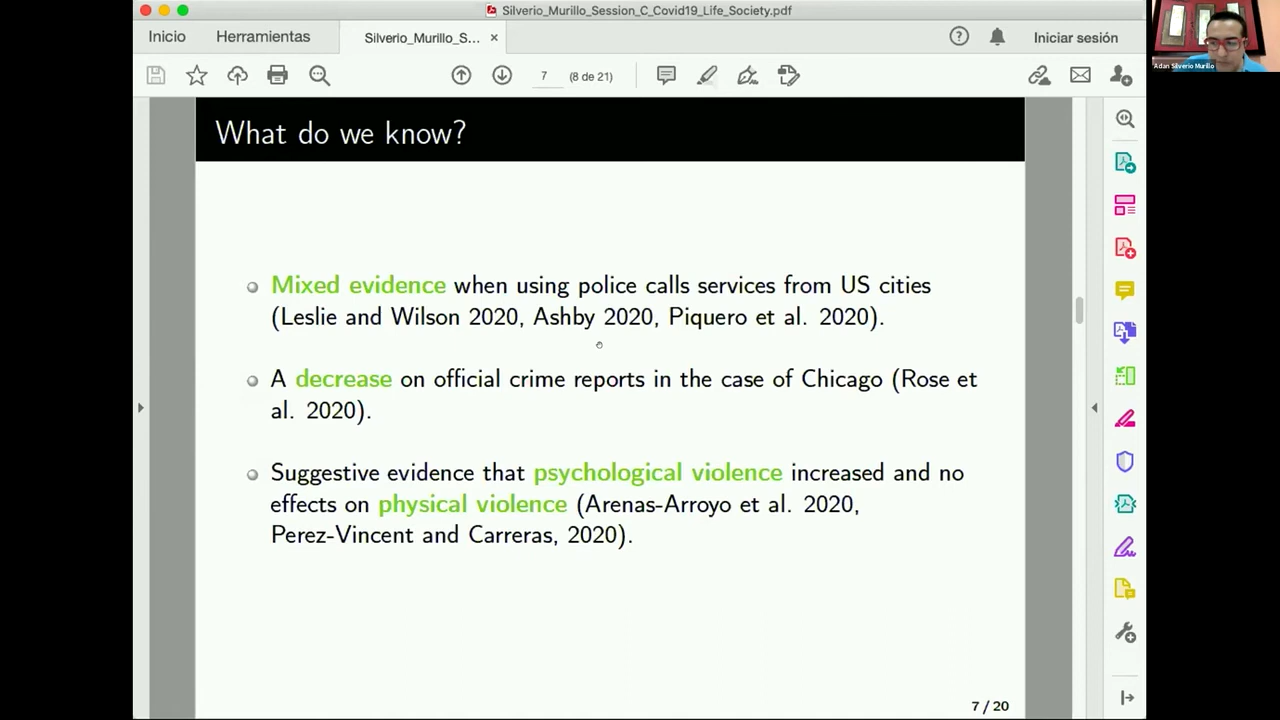 Silverio_Murillo_Session_C_Covid19_Life_Society.pdf
Inicio
Herramientas
Silverio_Murillo_S... ×
Iniciar sesión
7 (8 de 21)
Adan Silverio Murillo
What do we know?
Mixed evidence when using police calls services from US cities
(Leslie and Wilson 2020, Ashby 2020, Piquero et al. 2020).
A decrease on official crime reports in the case of Chicago (Rose et
al. 2020).
Suggestive evidence that psychological violence increased and no
effects on physical violence (Arenas-Arroyo et al. 2020,
Perez-Vincent and Carreras, 2020).
7 / 20